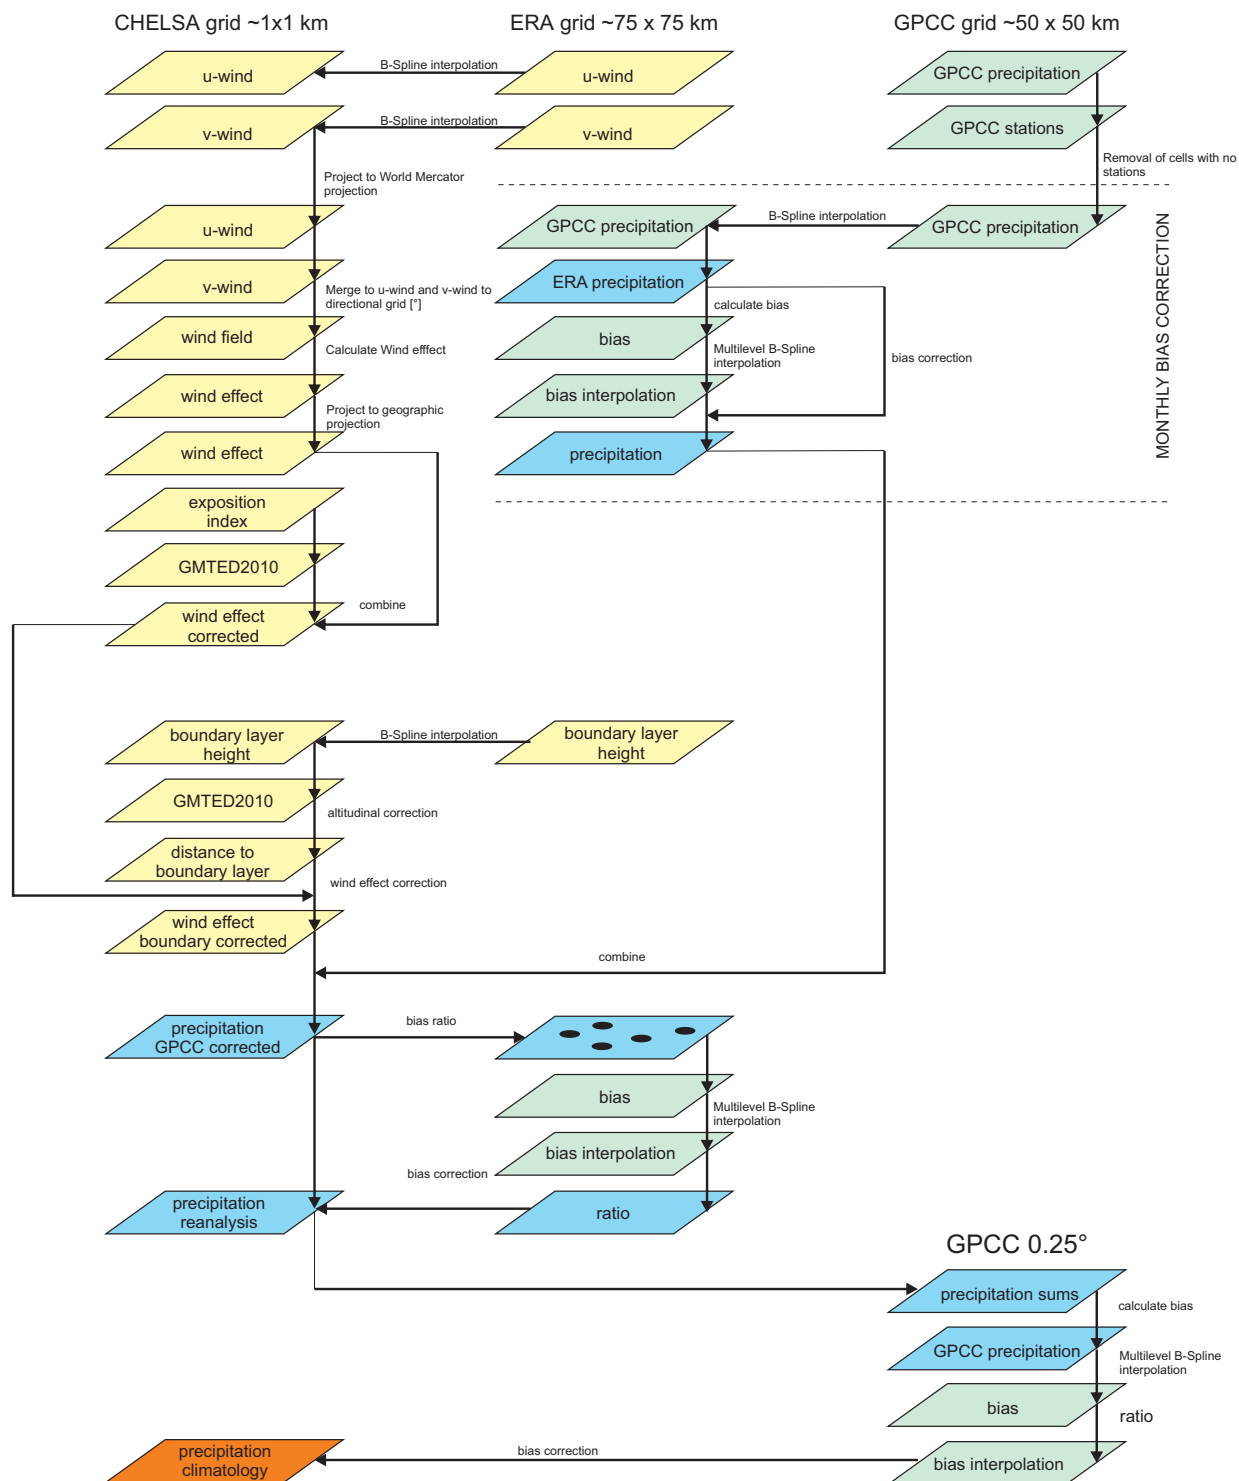 CHELSA grid ~1x1 km
ERA grid ~75 x 75 km
GPCC grid ~50 x 50 km
u-wind
B-Spline interpolation
u-wind
GPCC precipitation
v-wind
B-Spline interpolation
v-wind
GPCC stations
Removal of cells with no
stations
Project to World Mercator
projection
u-wind
GPCC precipitation
B-Spline interpolation
GPCC precipitation
MONTHLY BIAS CORRECTION
v-wind
Merge to u-wind and v-wind to
directional grid [°]
ERA precipitation
calculate bias
wind field
Calculate Wind efffect
bias
Multilevel B-Spline
interpolation
bias correction
wind effect
Project to geographic
projection
bias interpolation
wind effect
precipitation
exposition
index
GMTED2010
wind effect
corrected
combine
boundary layer
height
B-Spline interpolation
boundary layer
height
GMTED2010
altitudinal correction
distance to
boundary layer
wind effect correction
wind effect
boundary corrected
combine
precipitation
GPCC corrected
bias ratio
bias
Multilevel B-Spline
interpolation
bias interpolation
bias correction
precipitation
reanalysis
ratio
GPCC 0.25°
precipitation sums
calculate bias
GPCC precipitation
Multilevel B-Spline
interpolation
bias
ratio
precipitation
climatology
bias correction
bias interpolation